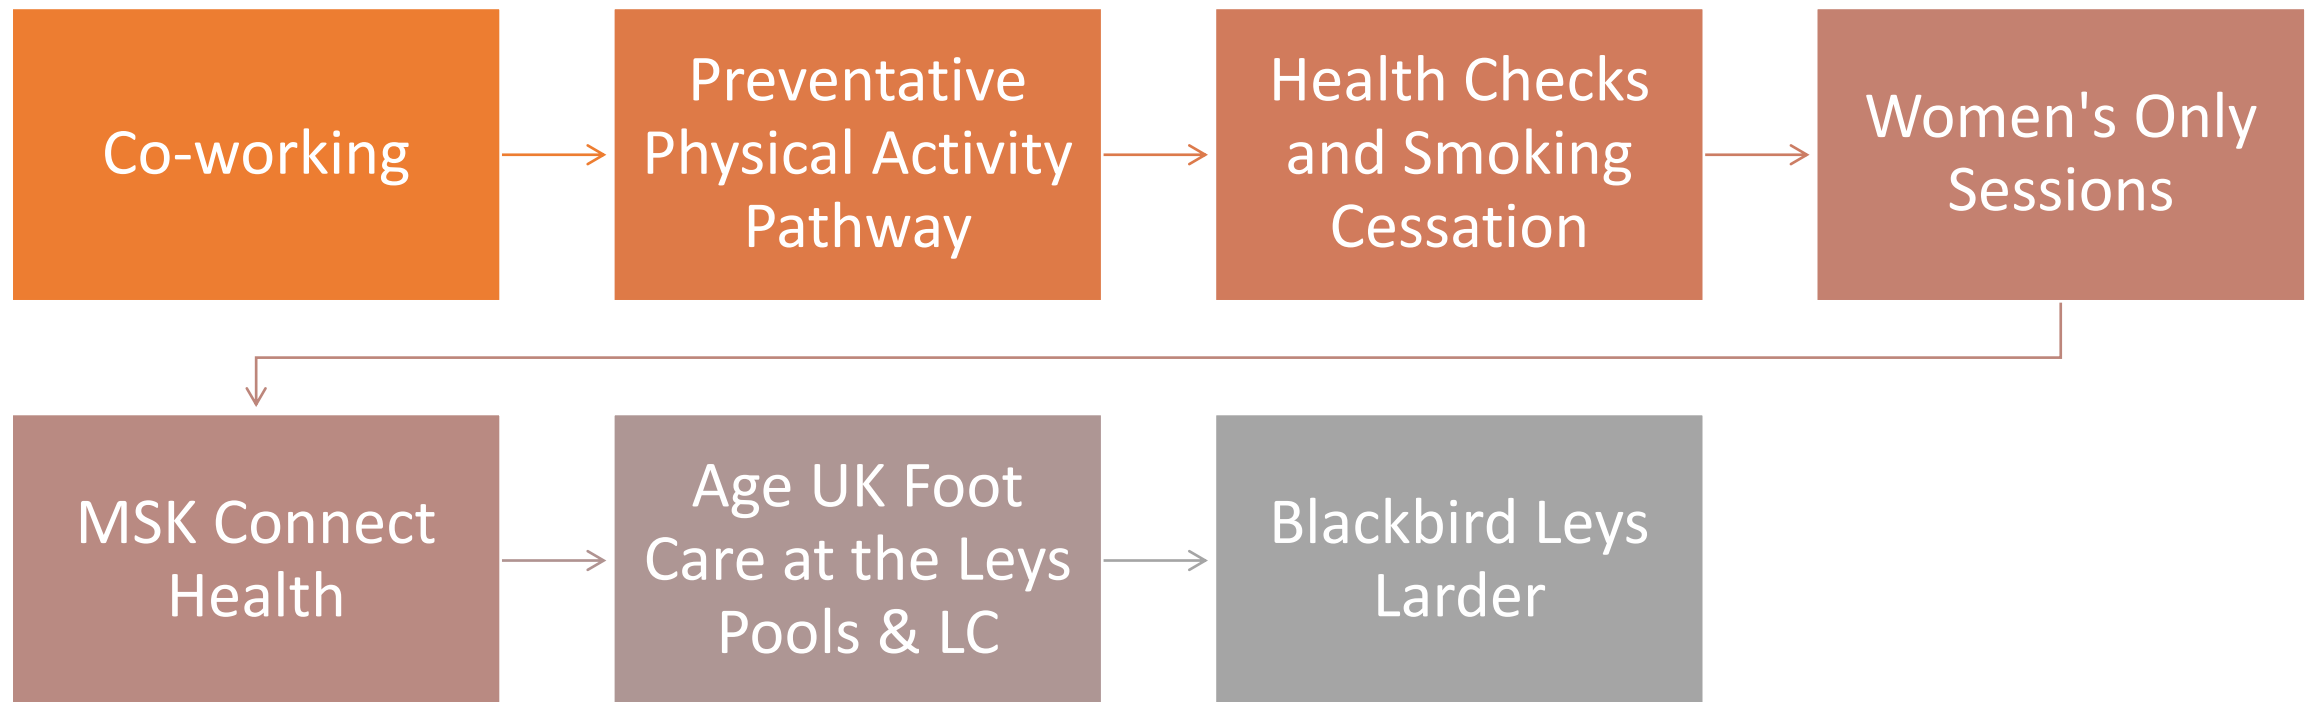 Co-working
Preventative
Physical Activity
Pathway
Health Checks
and Smoking
Cessation
Women's Only
Sessions
MSK Connect
Health
Age UK Foot
Care at the Leys
Pools & LC
Blackbird Leys
Larder